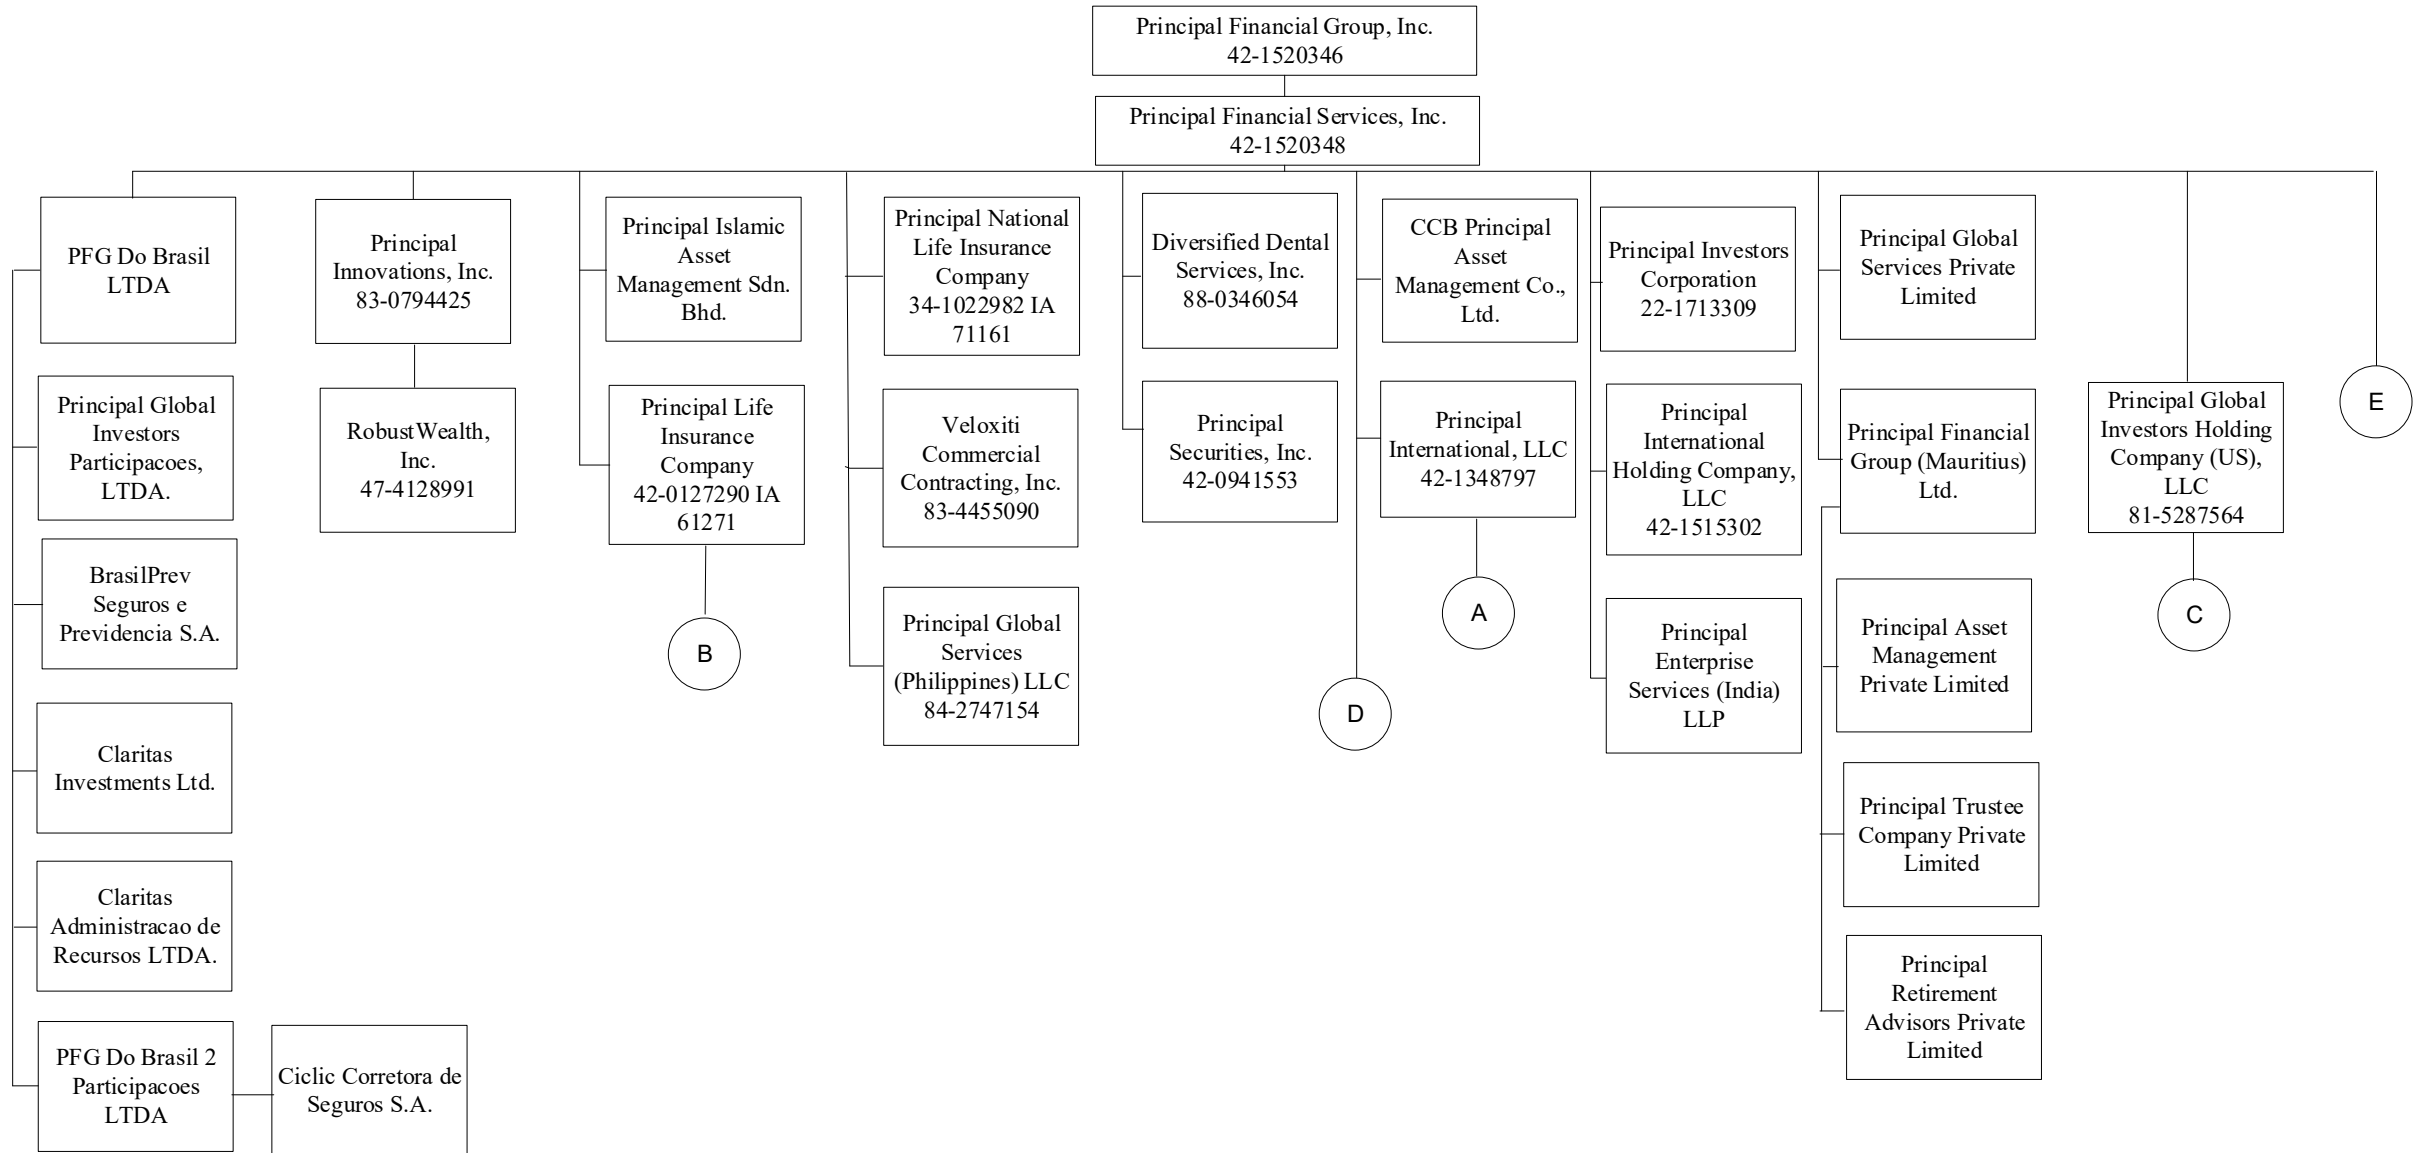 Principal Financial Group, Inc.
42-1520346
Principal Financial Services, Inc.
42-1520348
PFG Do Brasil
LTDA
Principal Global
Investors
Participacoes,
LTDA.
BrasilPrev
Seguros e
Previdencia S.A.
Claritas
Investments Ltd.
Claritas
Administracao de
Recursos LTDA.
PFG Do Brasil 2
Participacoes
LTDA
Ciclic Corretora de
Seguros S.A.
Principal
Innovations, Inc.
83-0794425
RobustWealth,
Inc.
47-4128991
Principal Islamic
Asset
Management Sdn.
Bhd.
Principal Life
Insurance
Company
42-0127290 IA
61271
B
Principal National
Life Insurance
Company
34-1022982 IA
71161
Veloxiti
Commercial
Contracting, Inc.
83-4455090
Principal Global
Services
(Philippines) LLC
84-2747154
Diversified Dental
Services, Inc.
88-0346054
Principal
Securities, Inc.
42-0941553
D
CCB Principal
Asset
Management Co.,
Ltd.
Principal
International, LLC
42-1348797
A
Principal Investors
Corporation
22-1713309
Principal
International
Holding Company,
LLC
42-1515302
Principal
Enterprise
Services (India)
LLP
Principal Global
Services Private
Limited
Principal Financial
Group (Mauritius)
Ltd.
Principal Asset
Management
Private Limited
Principal Trustee
Company Private
Limited
Principal
Retirement
Advisors Private
Limited
Principal Global
Investors Holding
Company (US),
LLC
81-5287564
C
E